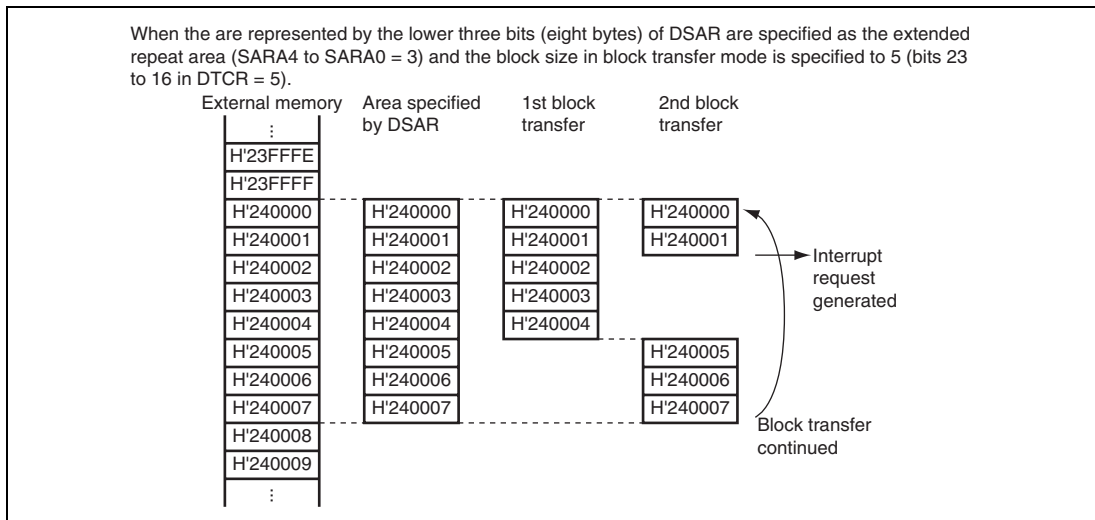 When the are represented by the lower three bits (eight bytes) of DSAR are specified as the extended
repeat area (SARA4 to SARA0 = 3) and the block size in block transfer mode is specified to 5 (bits 23
to 16 in DTCR = 5).
External memory
Area specified
by DSAR
1st block
transfer
2nd block
transfer
⋮
H'23FFFE
H'23FFFF
H'240000
H'240001
H'240002
H'240003
H'240004
H'240005
H'240006
H'240007
H'240008
H'240009
⋮
H'240000
H'240001
H'240002
H'240003
H'240004
H'240005
H'240006
H'240007
H'240000
H'240001
H'240002
H'240003
H'240004
H'240000
H'240001
H'240005
H'240006
H'240007
Interrupt
request
generated
Block transfer
continued